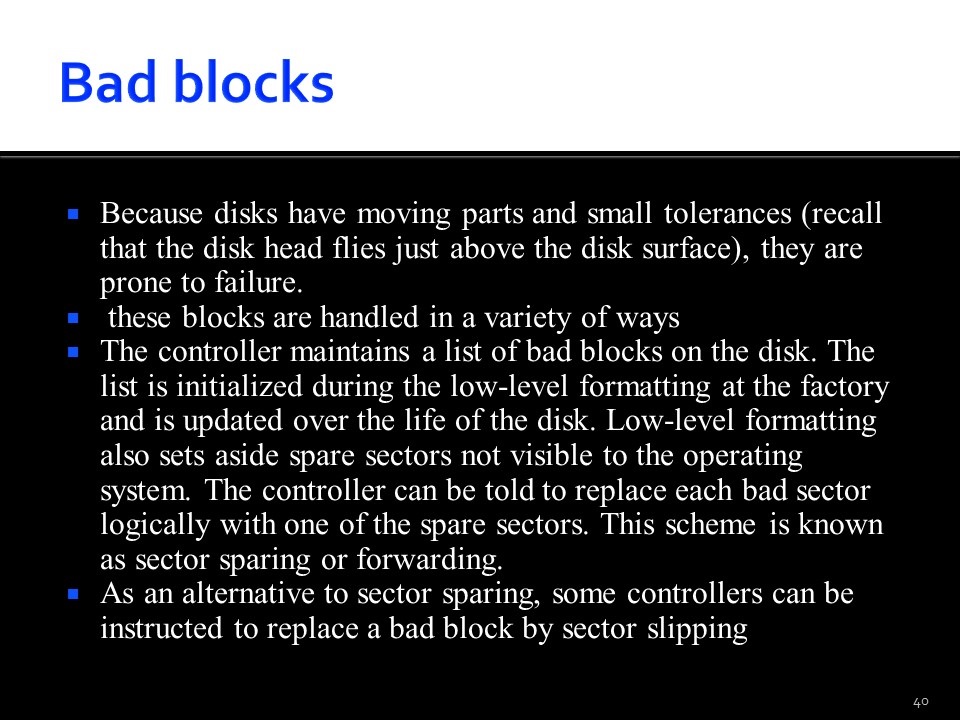 Bad blocks
Because disks have moving parts and small tolerances (recall
that the disk head flies just above the disk surface), they are
prone to failure.
these blocks are handled in a variety of ways
The controller maintains a list of bad blocks on the disk. The
list is initialized during the low-level formatting at the factory
and is updated over the life of the disk. Low-level formatting
also sets aside spare sectors not visible to the operating
system. The controller can be told to replace each bad sector
logically with one of the spare sectors. This scheme is known
as sector sparing or forwarding.
As an alternative to sector sparing, some controllers can be
instructed to replace a bad block by sector slipping
40